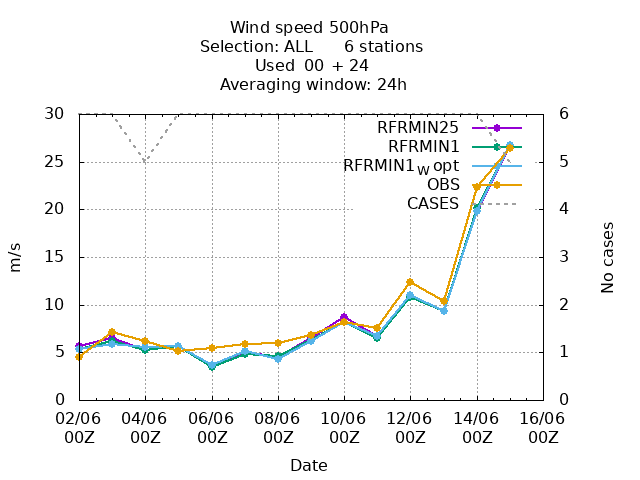 Wind speed 500hPa
Selection: ALL 6 stations
Used 00 + 24
Averaging window: 24h
30 6
25 5
20 4
15 3
10 2
5 1
0 0
RFRMIN25
RFRMIN1
RFRMIN1w opt
OBS
CASES
m/s
No cases
02/06 04/06 06/06 08/06 10/06 12/06 14/06 16/06
00Z 00Z 00Z 00Z 00Z 00Z 00Z 00Z
Date